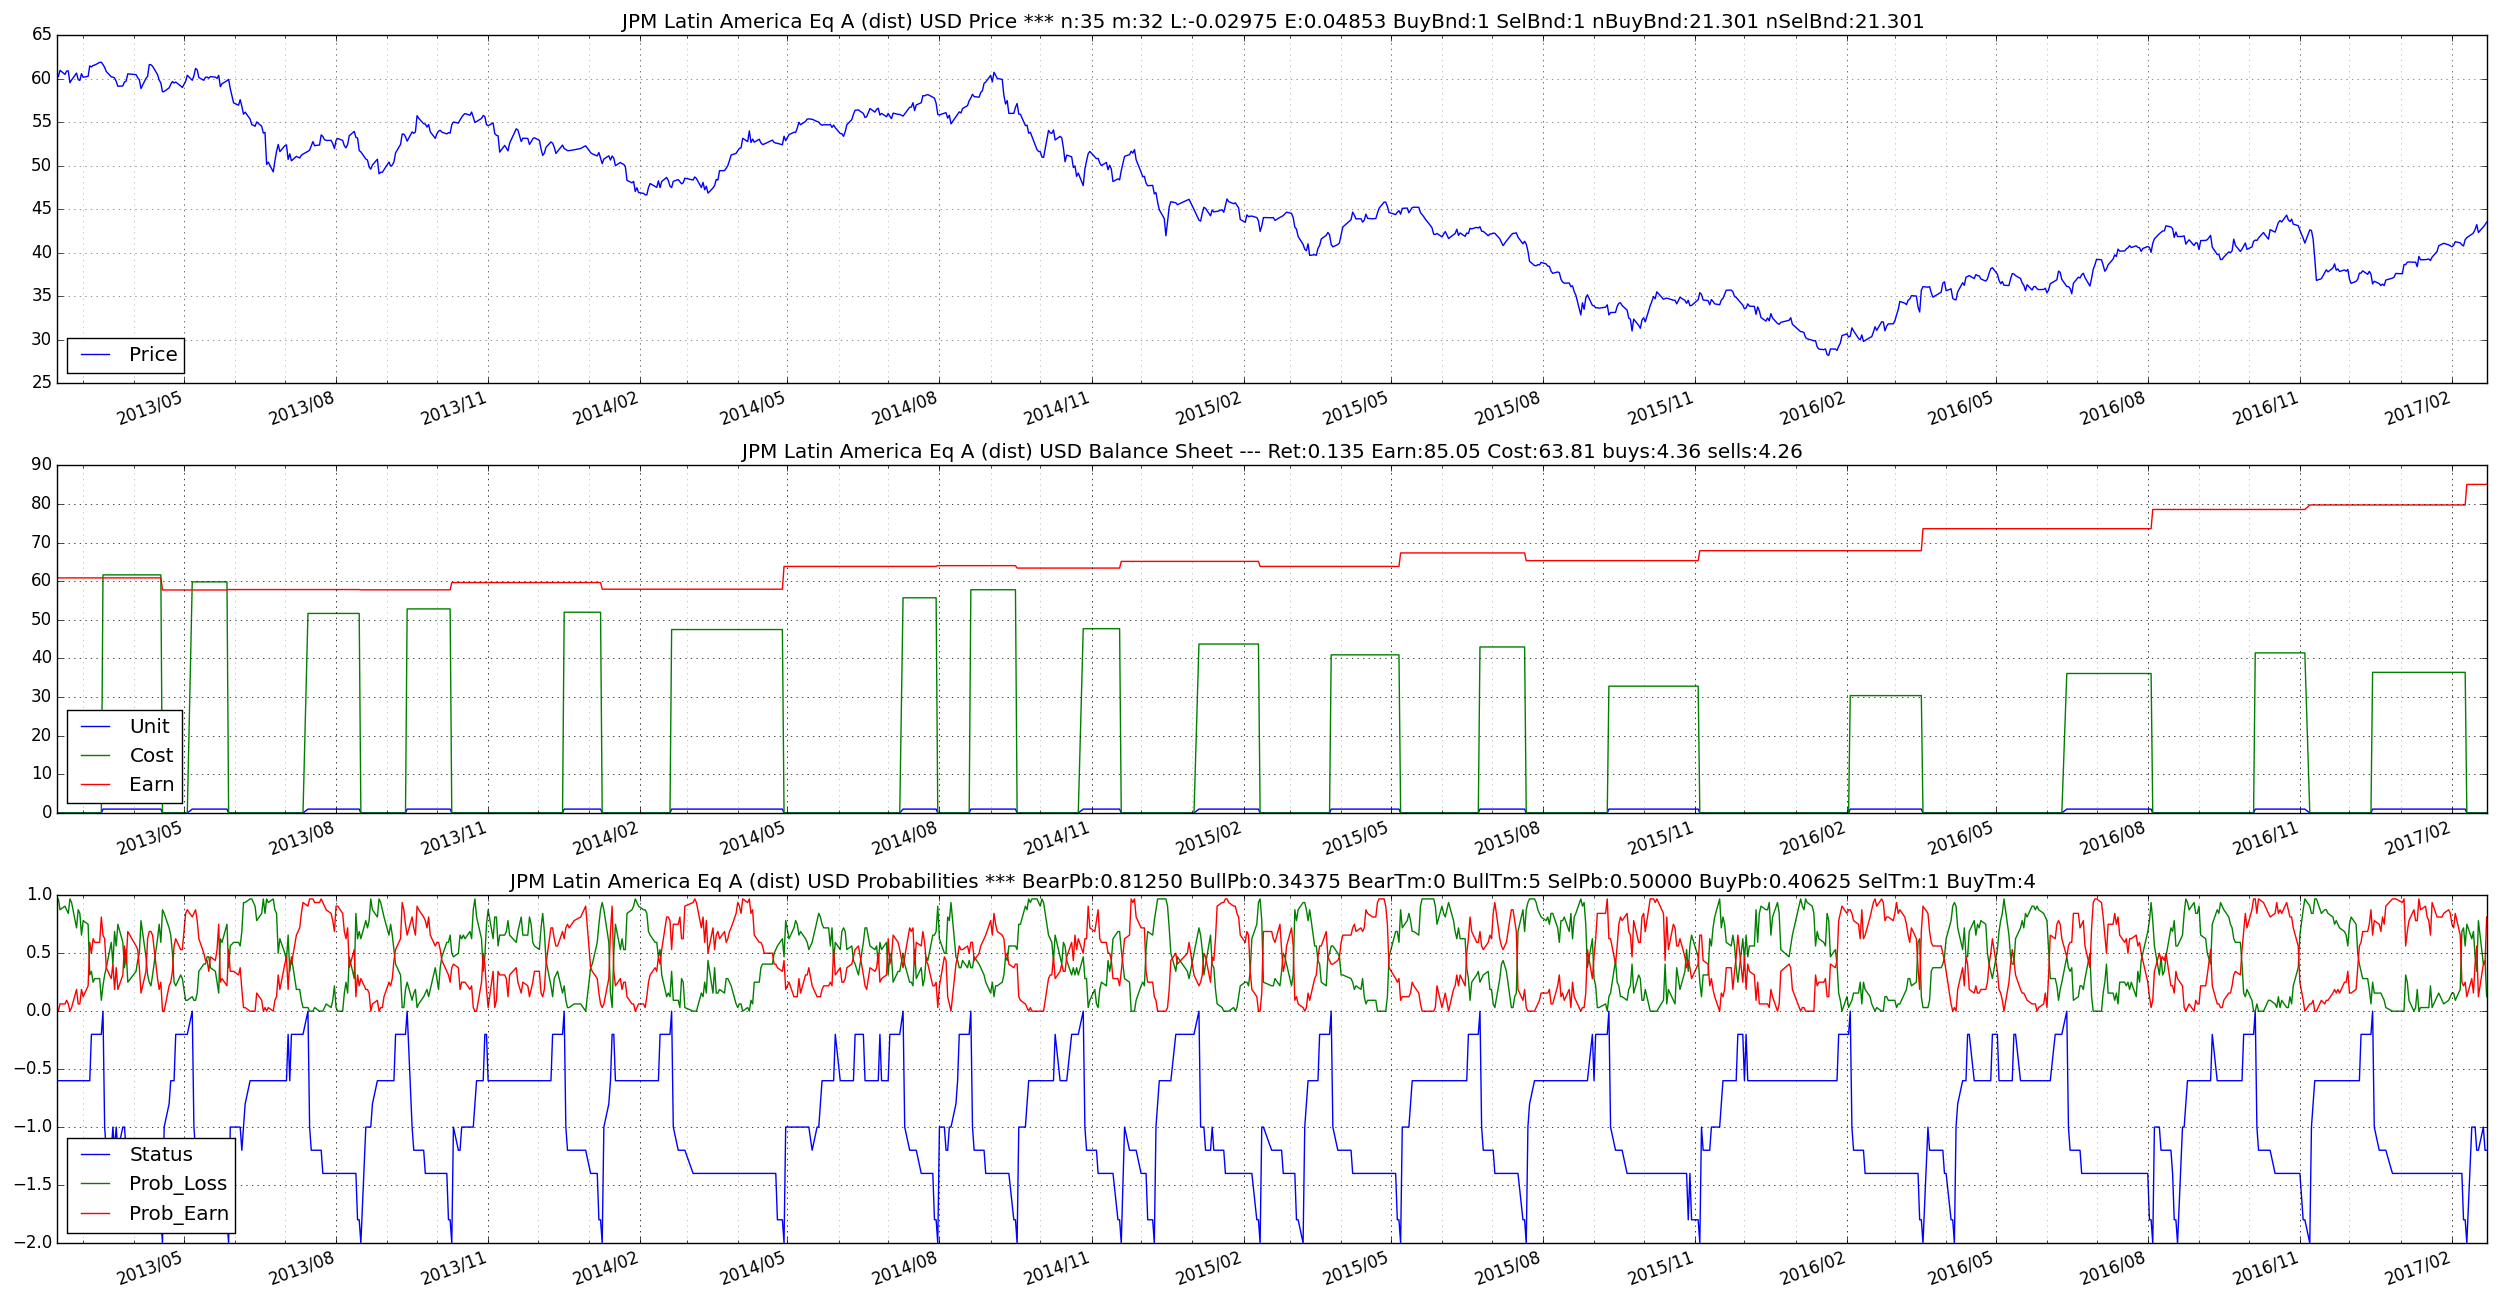 JPM Latin America Eq A (dist) USD Price *** n:35 m:32 L:-0.02975 E:0.04853 BuyBnd:1 SelBnd:1 nBuyBnd:21.301 nSelBnd:21.301
65
60
55
50
45
40
35
30
25
Price
2013/05 2013/08 2013/11 2014/02 2014/05 2014/08 2014/11 2015/02 2015/05 2015/08 2015/11 2016/02 2016/05 2016/08 2016/11 2017/02
JPM Latin America Eq A (dist) USD Balance Sheet --- Ret:0.135 Earn:85.05 Cost:63.81 buys:4.36 sells:4.26
90
80
70
60
50
40
30
20
10
0
Unit
Cost
Earn
2013/05 2013/08 2013/11 2014/02 2014/05 2014/08 2014/11 2015/02 2015/05 2015/08 2015/11 2016/02 2016/05 2016/08 2016/11 2017/02
JPM Latin America Eq A (dist) USD Probabilities *** BearPb:0.81250 BullPb:0.34375 BearTm:0 BullTm:5 SelPb:0.50000 BuyPb:0.40625 SelTm:1 BuyTm:4
1.0
0.5
0.0
−0.5
−1.0
−1.5
−2.0
Status
Prob_Loss
Prob_Earn
2013/05 2013/08 2013/11 2014/02 2014/05 2014/08 2014/11 2015/02 2015/05 2015/08 2015/11 2016/02 2016/05 2016/08 2016/11 2017/02